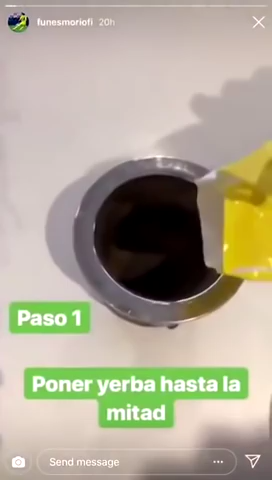 funesmoriofi 20h
Paso 1
Poner yerba hasta la
mitad
Send message